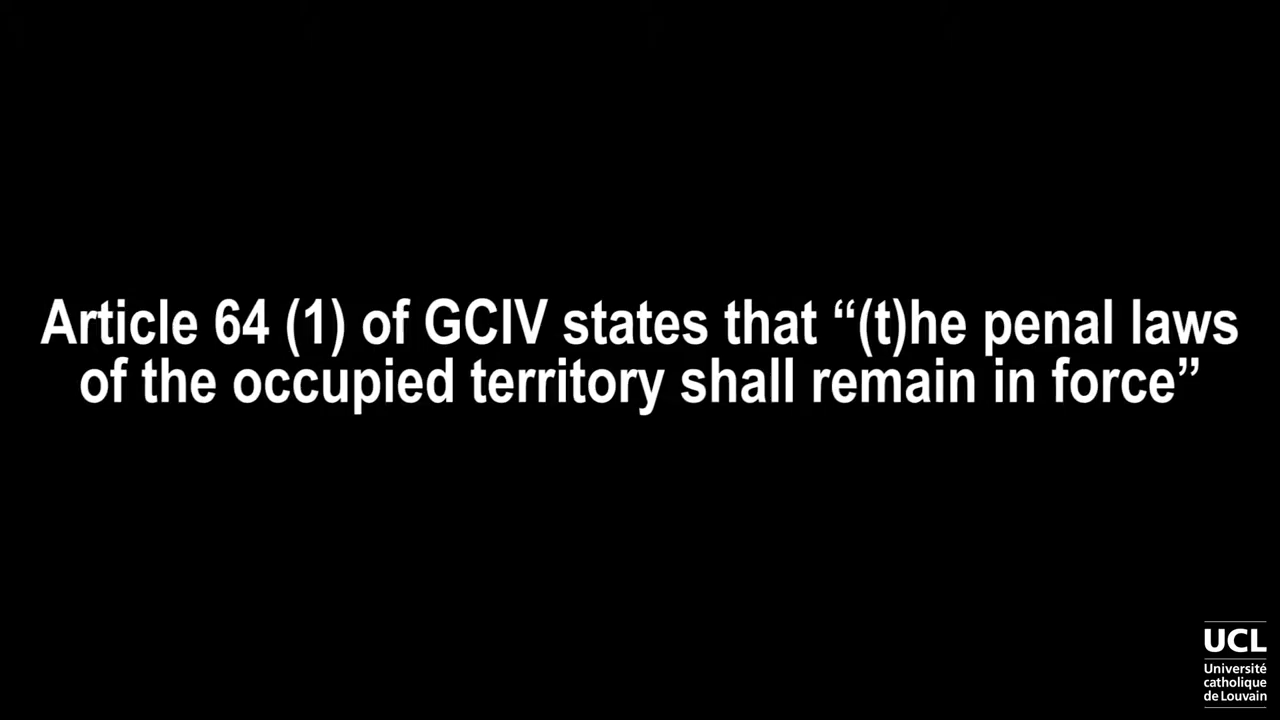 Article 64 (1) of GCIV states that “(t)he penal laws
of the occupied territory shall remain in force”
UCL
Université
catholique
de Louvain